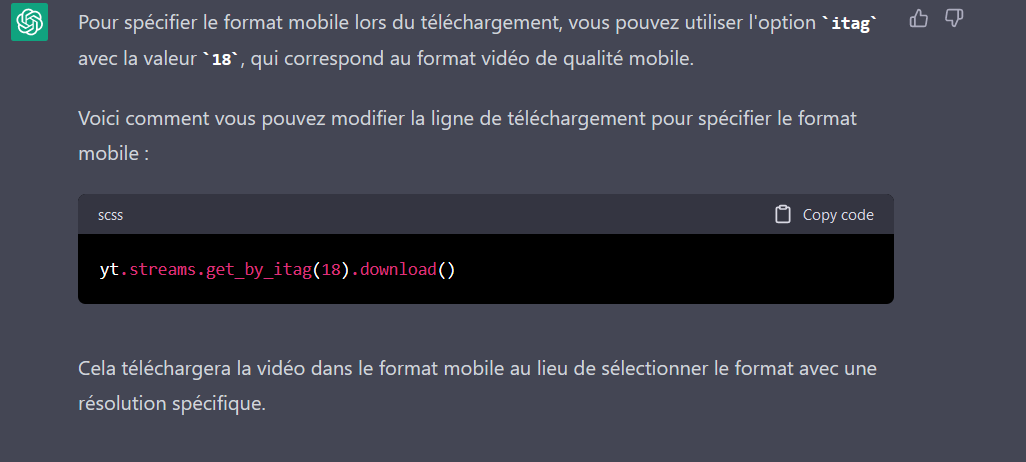 Pour spécifier le format mobile lors du téléchargement, vous pouvez utiliser l'option `itag`
avec la valeur `18`, qui correspond au format vidéo de qualité mobile.
Voici comment vous pouvez modifier la ligne de téléchargement pour spécifier le format
mobile :
scss
Copy code
yt.streams.get_by_itag(18).download()
Cela téléchargera la vidéo dans le format mobile au lieu de sélectionner le format avec une
résolution spécifique.